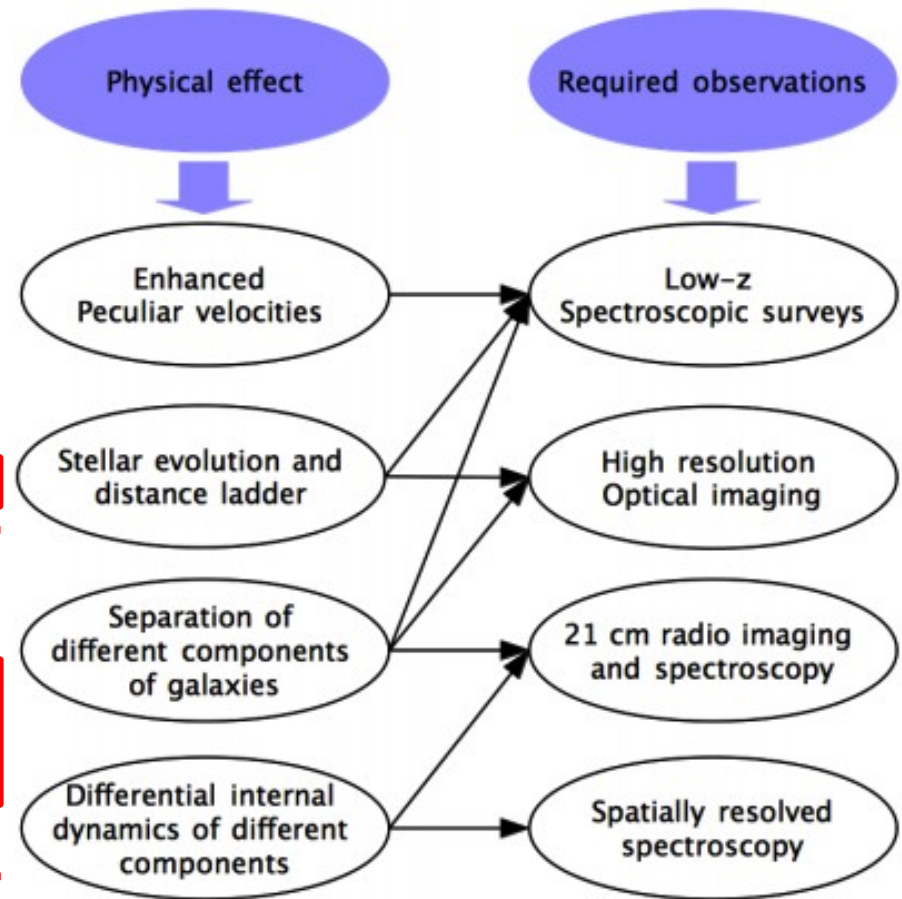 Physical effect
Required observations
Enhanced
Peculiar velocities
Low-z
Spectroscopic surveys
Stellar evolution and
distance ladder
High resolution
Optical imaging
Separation of
different components
of galaxies
21 cm radio imaging
and spectroscopy
Differential internal
dynamics of different
components
Spatially resolved
spectroscopy